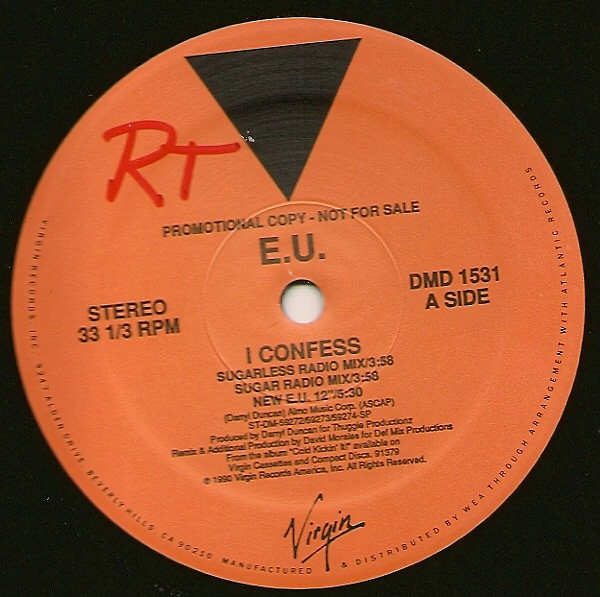 RT
PROMOTIONAL COPY - NOT FOR SALE
E.U.
STEREO
33 1/3 RPM
DMD 1531
A SIDE
I CONFESS
SUGARLESS RADIO MIX/3:58
SUGAR RADIO MIX/3:58
NEW E.U. 12"/5:30
(Darryl Duncan) Almo Music Corp. (ASCAP)
ST-DM-59272/59273/59274-SP
Produced by Darryl Duncan for Thuggie Productionz
Remix & Additional Production by David Morales for Def Mix Productions
From the album "Cold Kickin' It!" available on
Virgin Cassettes and Compact Discs. 91379
© 1990 Virgin Records America, Inc. All Rights Reserved.
Virgin
VIRGIN RECORDS INC. 9247 ALDEN DRIVE. BEVERLY HILLS, CA 90210 MANUFACTURED & DISTRIBUTED BY WEA THROUGH ARRANGEMENT WITH ATLANTIC RECORDS